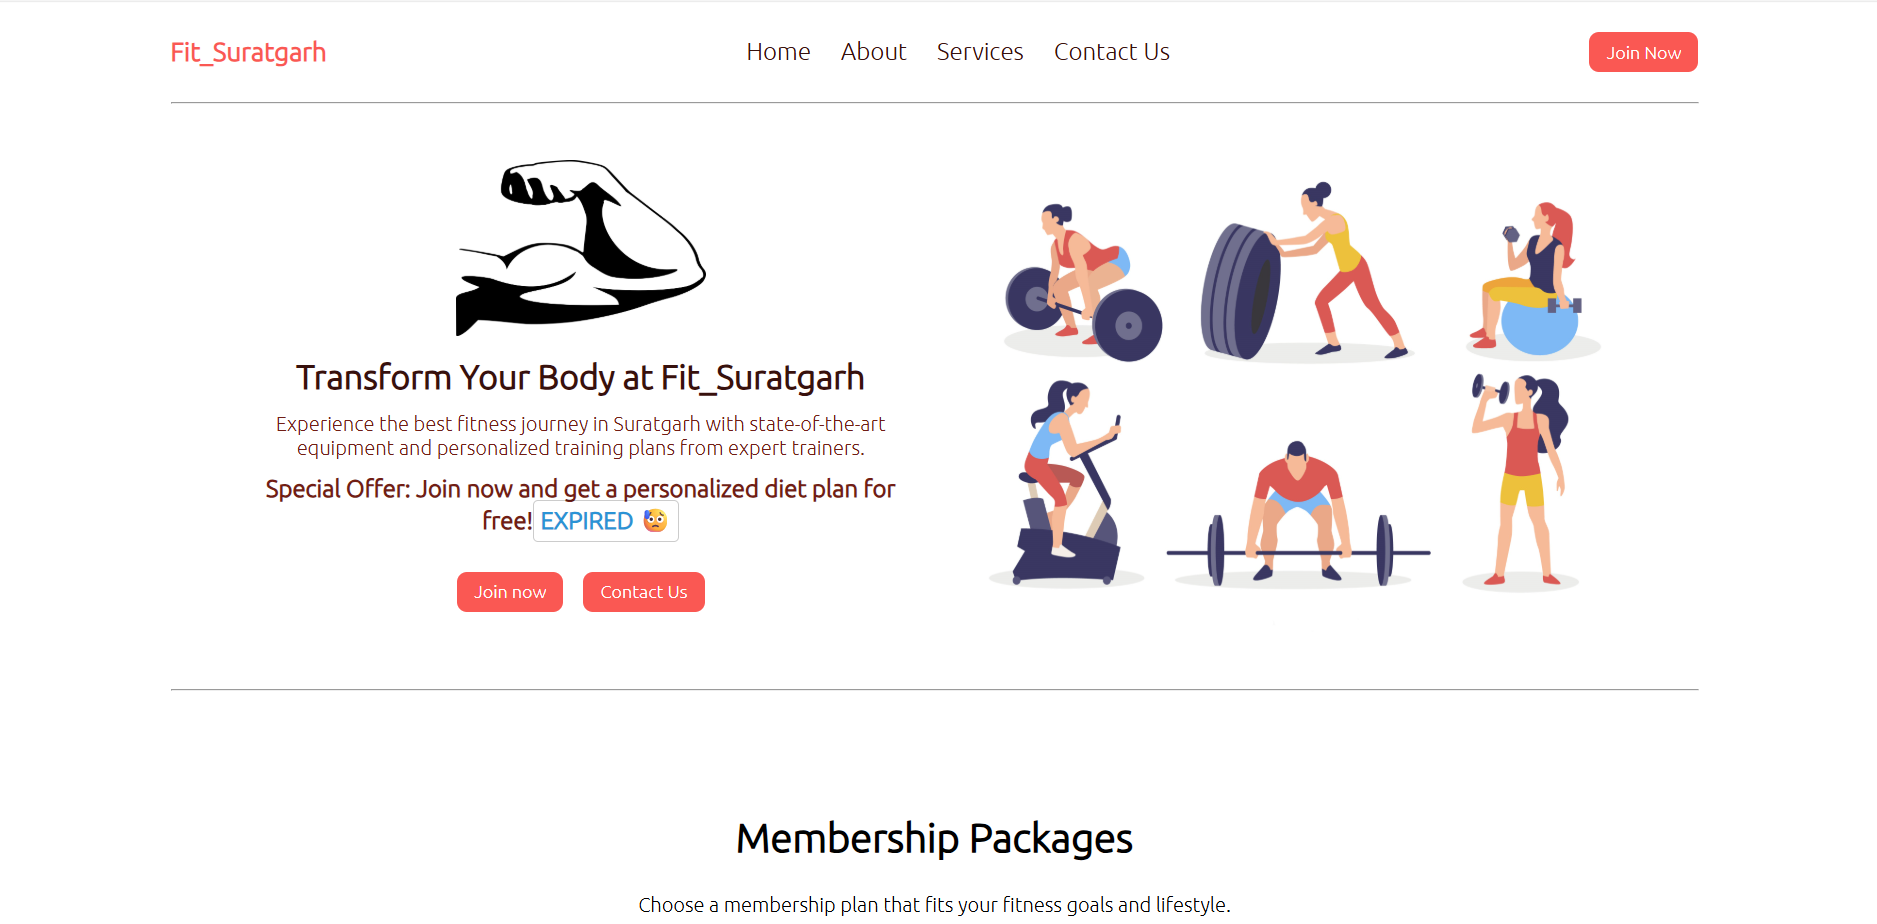 Fit_Suratgarh
Home About Services Contact Us
Join Now
Transform Your Body at Fit_Suratgarh
Experience the best fitness journey in Suratgarh with state-of-the-art
equipment and personalized training plans from expert trainers.
Special Offer: Join now and get a personalized diet plan for
free! EXPIRED 😰
Join now
Contact Us
Membership Packages
Choose a membership plan that fits your fitness goals and lifestyle.